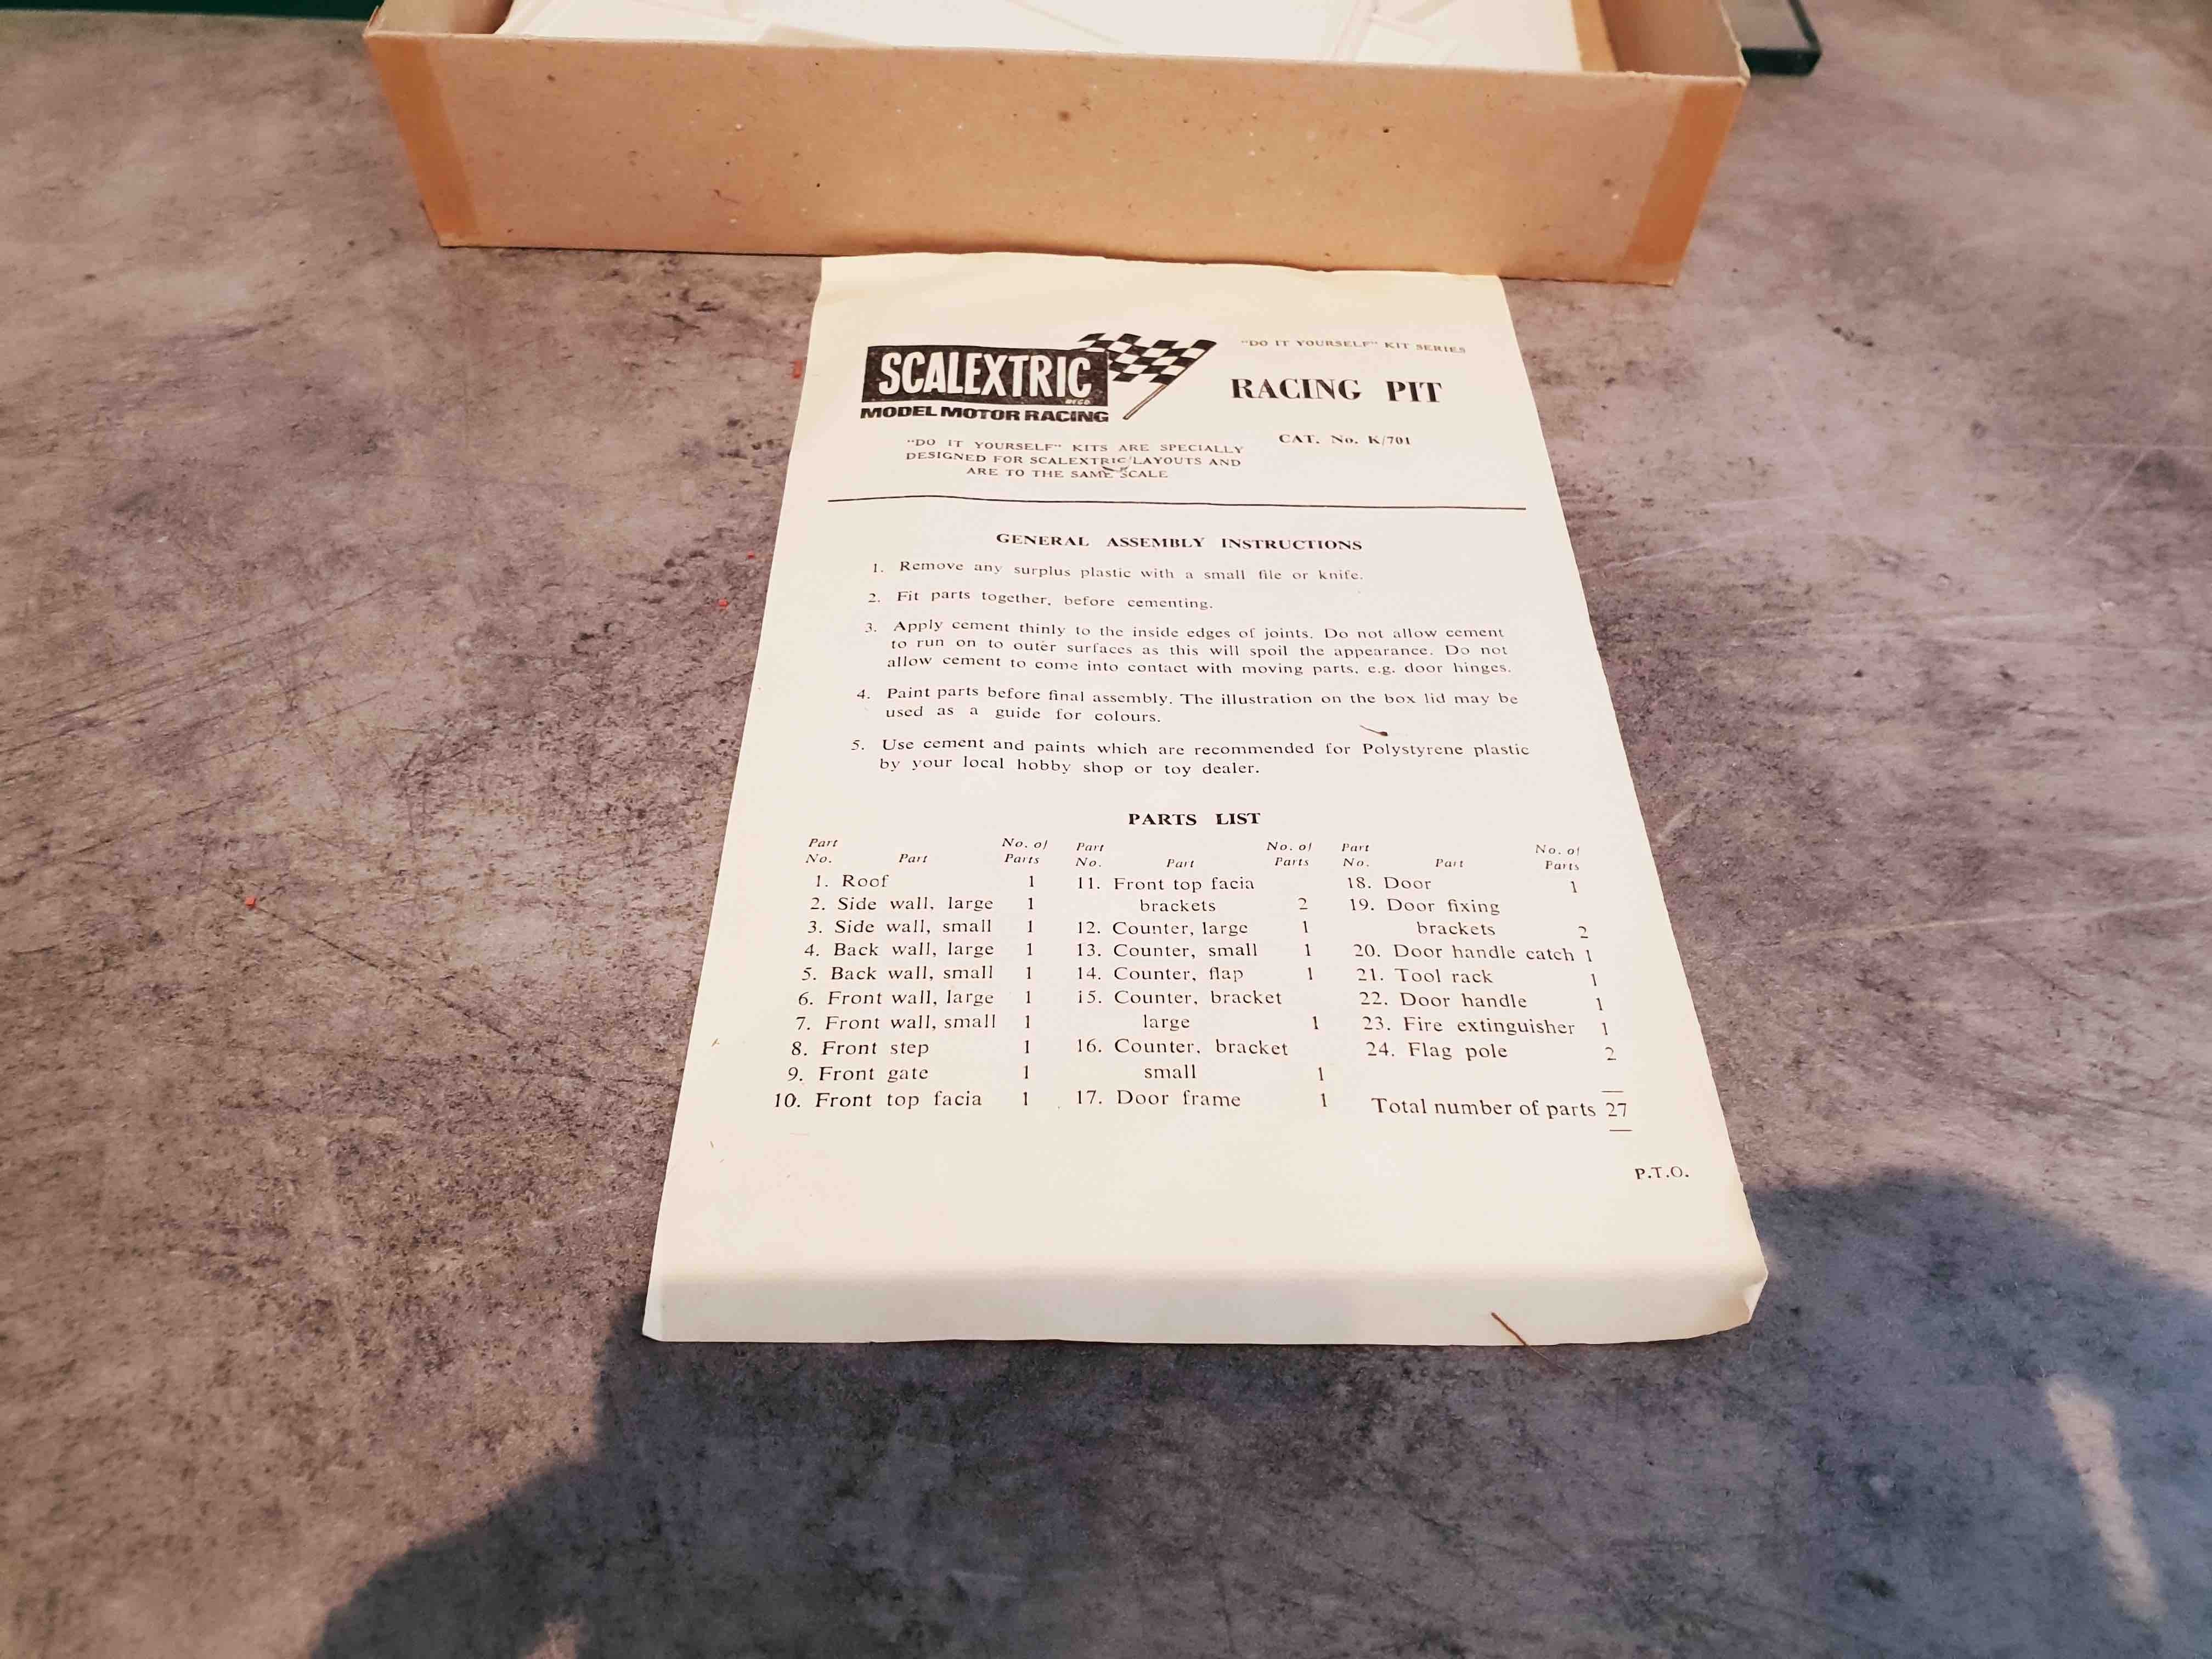 SCALEXTRIC
MODEL MOTOR RACING
"DO IT YOURSELF" KIT SERIES
RACING PIT
CAT. No. K/701
"DO IT YOURSELF" KITS ARE SPECIALLY
DESIGNED FOR SCALEXTRIC LAYOUTS AND
ARE TO THE SAME SCALE
GENERAL ASSEMBLY INSTRUCTIONS
1. Remove any surplus plastic with a small file or knife.
2. Fit parts together, before cementing.
3. Apply cement thinly to the inside edges of joints. Do not allow cement
to run on to outer surfaces as this will spoil the appearance. Do not
allow cement to come into contact with moving parts, e.g. door hinges.
4. Paint parts before final assembly. The illustration on the box lid may be
used as a guide for colours.
5. Use cement and paints which are recommended for Polystyrene plastic
by your local hobby shop or toy dealer.
PARTS LIST
Part No. of
No. Part Parts
1. Roof 1
2. Side wall, large 1
3. Side wall, small 1
4. Back wall, large 1
5. Back wall, small 1
6. Front wall, large 1
7. Front wall, small 1
8. Front step 1
9. Front gate 1
10. Front top facia 1
Part No. of
No. Part Parts
11. Front top facia
brackets 2
12. Counter, large 1
13. Counter, small 1
14. Counter, flap 1
15. Counter, bracket
large 1
16. Counter, bracket
small 1
17. Door frame 1
Part No. of
No. Part Parts
18. Door 1
19. Door fixing
brackets 2
20. Door handle catch 1
21. Tool rack 1
22. Door handle 1
23. Fire extinguisher 1
24. Flag pole 2
Total number of parts 27
P.T.O.